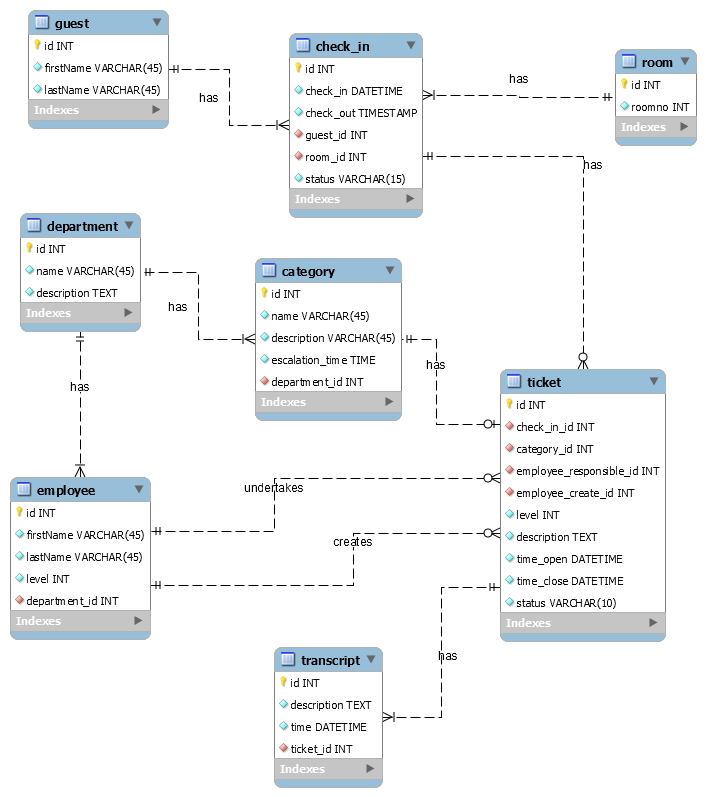 guest
id INT
firstName VARCHAR(45)
lastName VARCHAR(45)
Indexes
has
check_in
id INT
check_in DATETIME
check_out TIMESTAMP
guest_id INT
room_id INT
status VARCHAR(15)
Indexes
has
room
id INT
roomno INT
Indexes
has
department
id INT
name VARCHAR(45)
description TEXT
Indexes
has
category
id INT
name VARCHAR(45)
description VARCHAR(45)
escalation_time TIME
department_id INT
Indexes
has
has
ticket
id INT
check_in_id INT
category_id INT
employee_responsible_id INT
employee_create_id INT
level INT
description TEXT
time_open DATETIME
time_close DATETIME
status VARCHAR(10)
Indexes
employee
id INT
firstName VARCHAR(45)
lastName VARCHAR(45)
level INT
department_id INT
Indexes
undertakes
creates
has
transcript
id INT
description TEXT
time DATETIME
ticket_id INT
Indexes